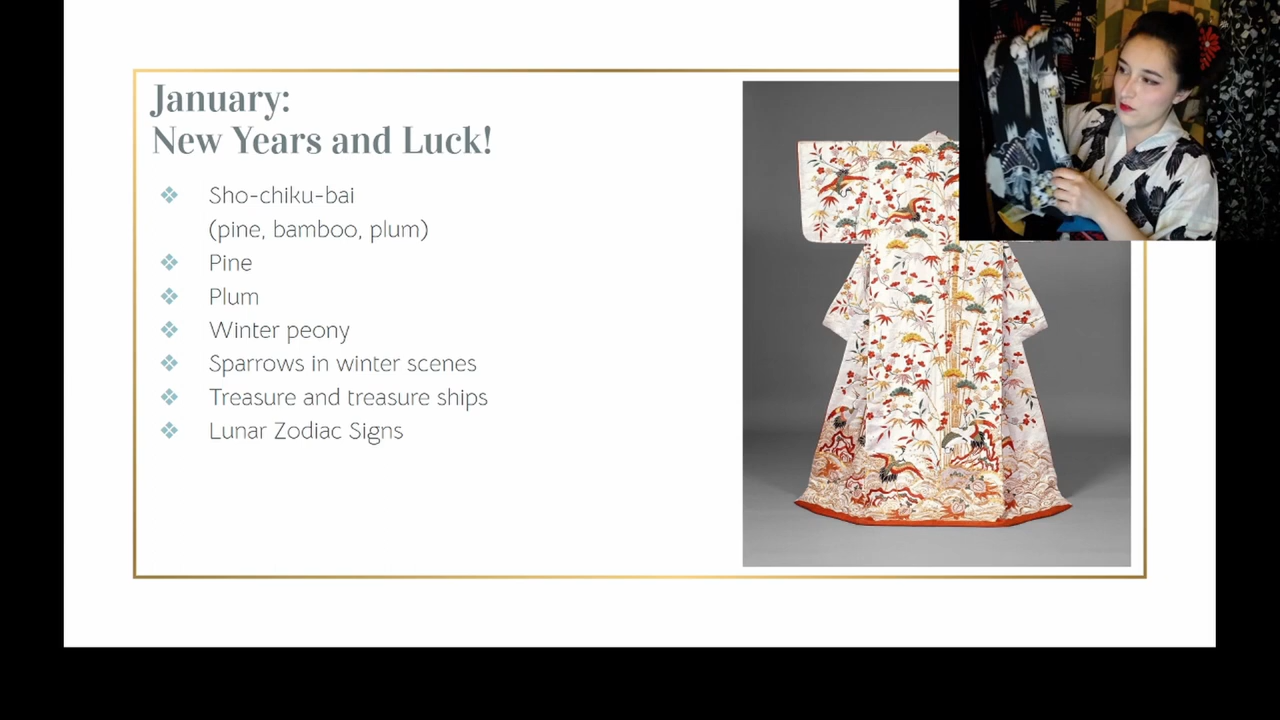 January:
New Years and Luck!
Sho-chiku-bai
(pine, bamboo, plum)
Pine
Plum
Winter peony
Sparrows in winter scenes
Treasure and treasure ships
Lunar Zodiac Signs